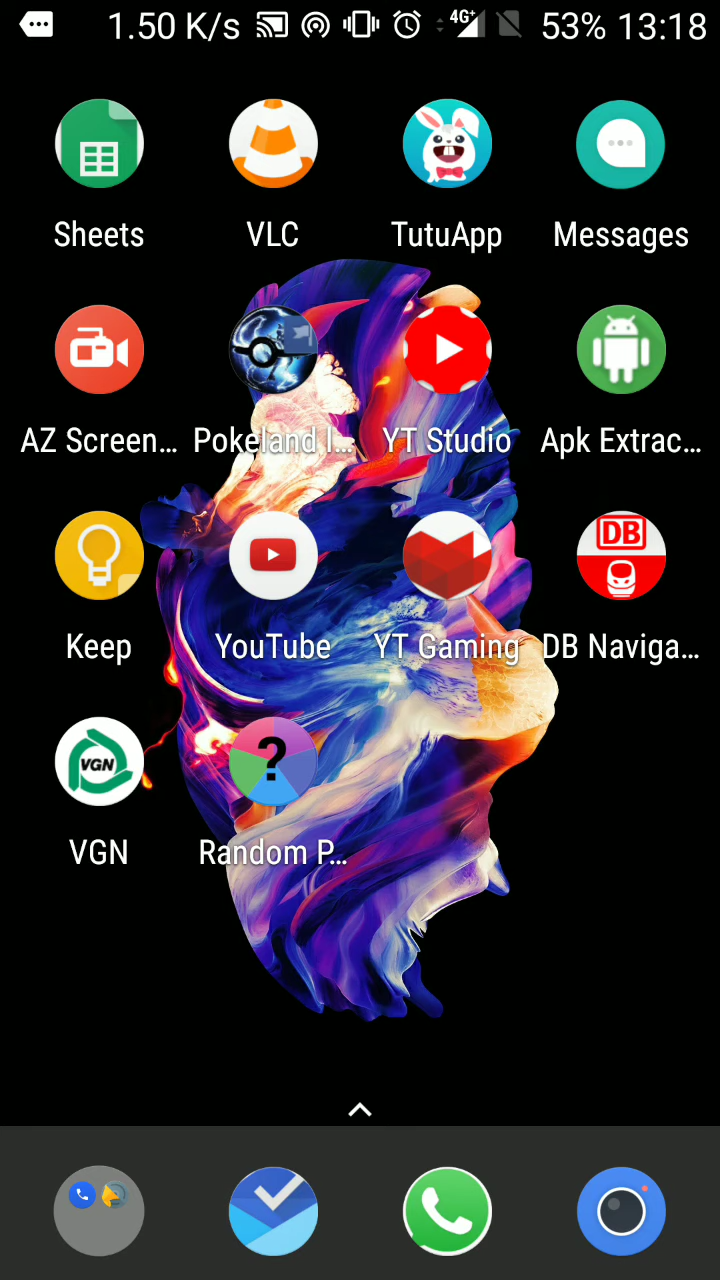 1.50 K/s 4G+ 53% 13:18
Sheets VLC TutuApp Messages
AZ Screen... Pokeland l... YT Studio Apk Extrac...
DB
Keep YouTube YT Gaming DB Naviga...
VGN ?
VGN Random P...